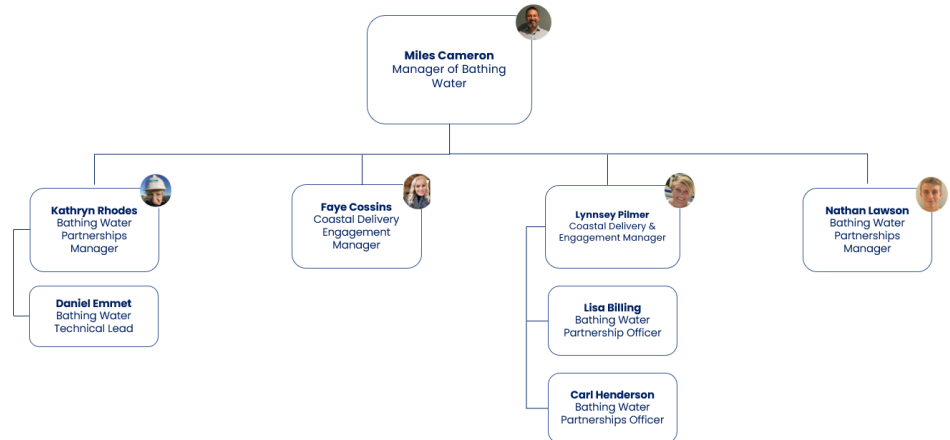 Miles Cameron
Manager of Bathing
Water
Kathryn Rhodes
Bathing Water
Partnerships
Manager
Faye Cossins
Coastal Delivery
Engagement
Manager
Lynnsey Pilmer
Coastal Delivery &
Engagement Manager
Nathan Lawson
Bathing Water
Partnerships
Manager
Daniel Emmet
Bathing Water
Technical Lead
Lisa Billing
Bathing Water
Partnership Officer
Carl Henderson
Bathing Water
Partnerships Officer